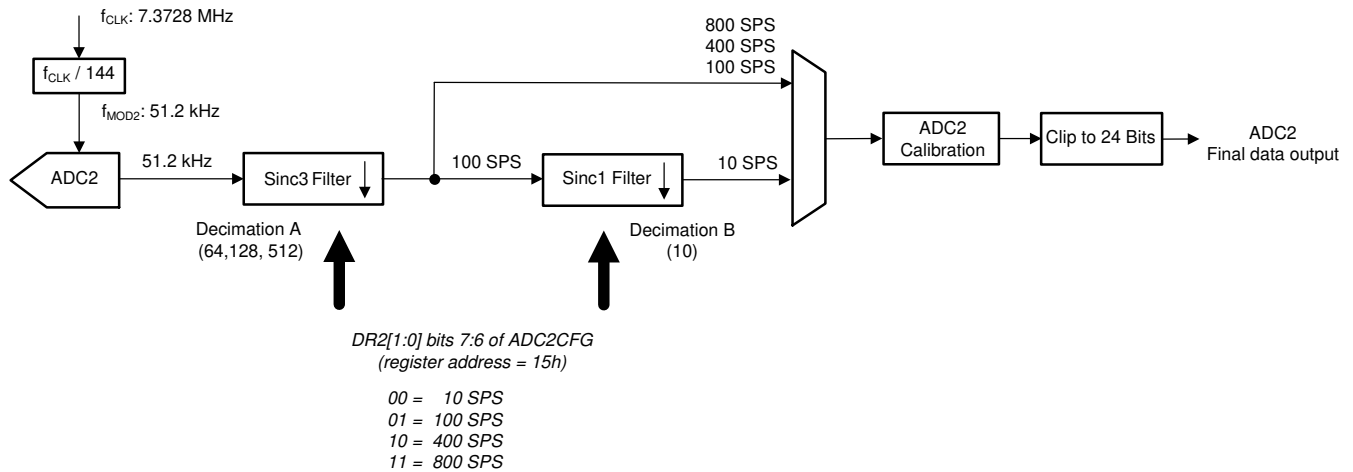 f_CLK: 7.3728 MHz
f_CLK / 144
f_MOD2: 51.2 kHz
ADC2
51.2 kHz
Sinc3 Filter
Decimation A
(64,128, 512)
100 SPS
Sinc1 Filter
Decimation B
(10)
800 SPS
400 SPS
100 SPS
10 SPS
ADC2
Calibration
Clip to 24 Bits
ADC2
Final data output
DR2[1:0] bits 7:6 of ADC2CFG
(register address = 15h)
00 = 10 SPS
01 = 100 SPS
10 = 400 SPS
11 = 800 SPS